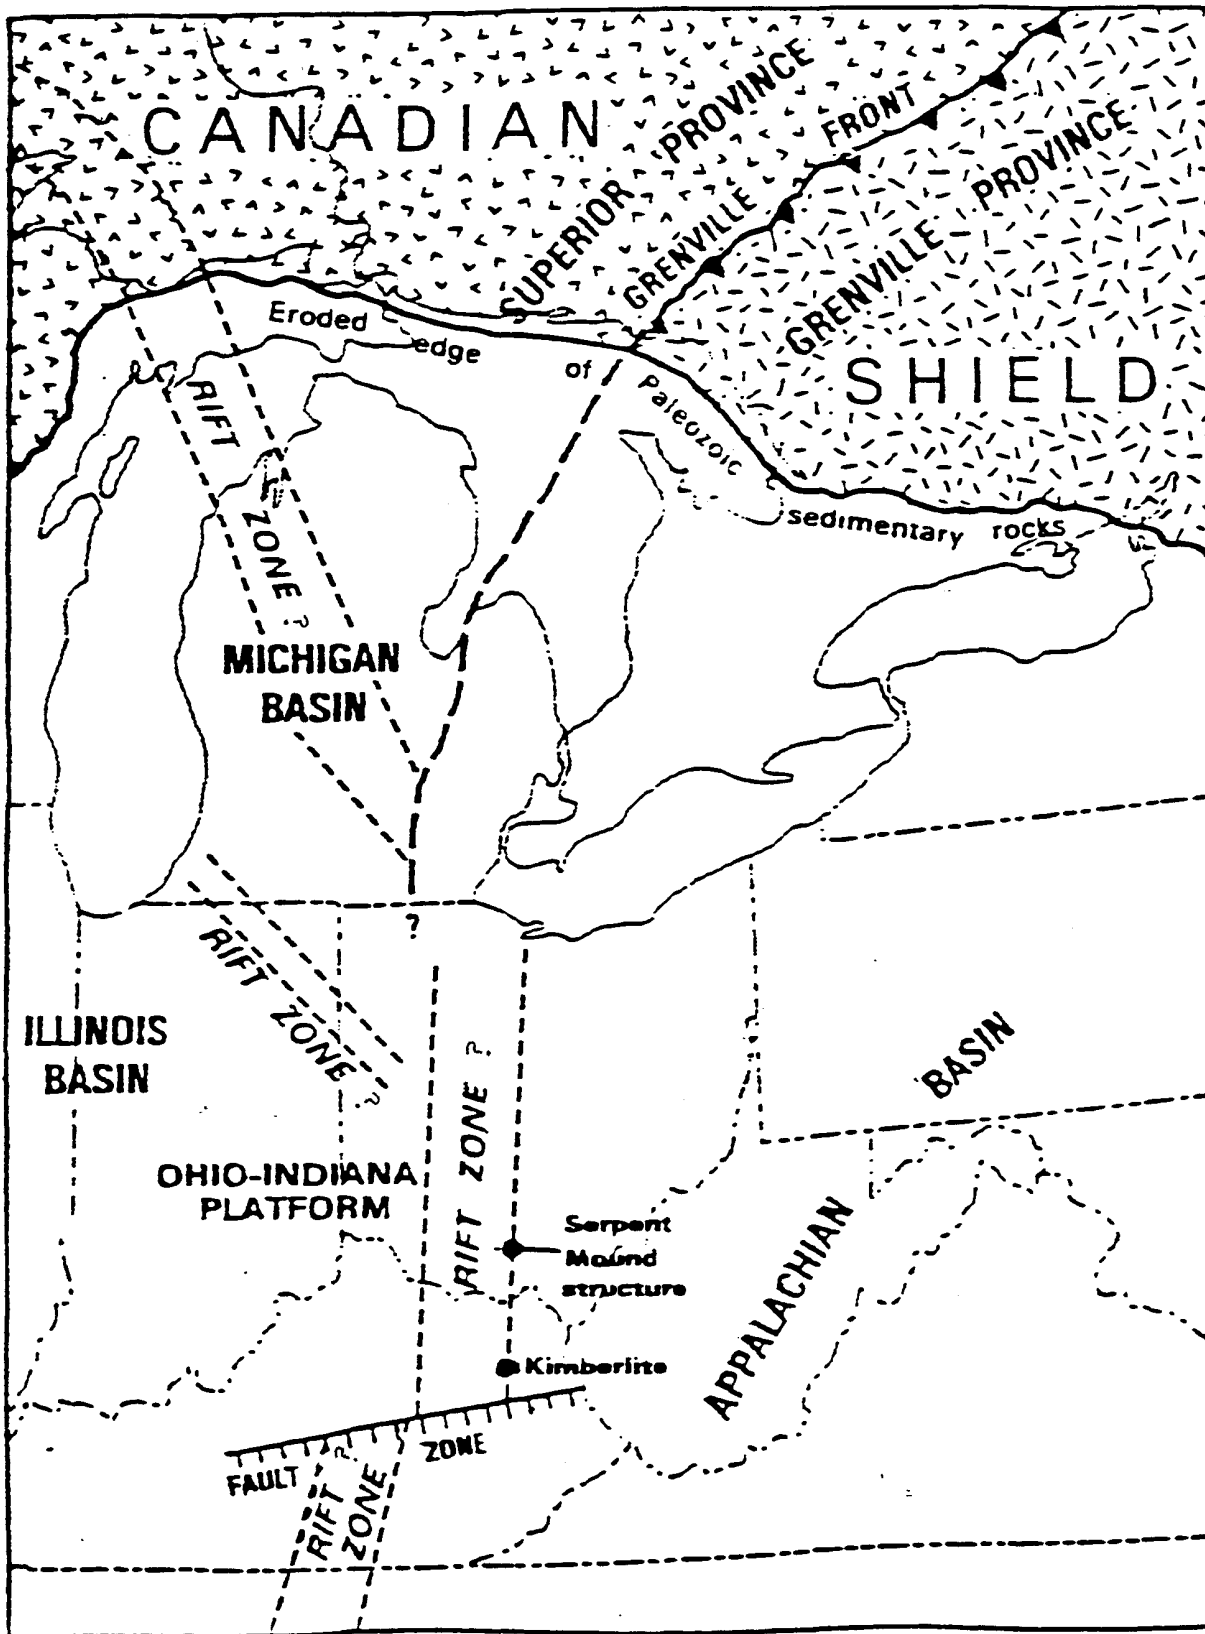 CANADIAN
SUPERIOR PROVINCE
GRENVILLE FRONT
GRENVILLE PROVINCE
SHIELD
Eroded edge of Paleozoic sedimentary rocks
RIFT ZONE ?
MICHIGAN
BASIN
?
RIFT ZONE ?
ILLINOIS
BASIN
RIFT ZONE ?
OHIO-INDIANA
PLATFORM
Serpent
Mound
structure
Kimberlite
APPALACHIAN BASIN
FAULT ZONE
RIFT ?
ZONE